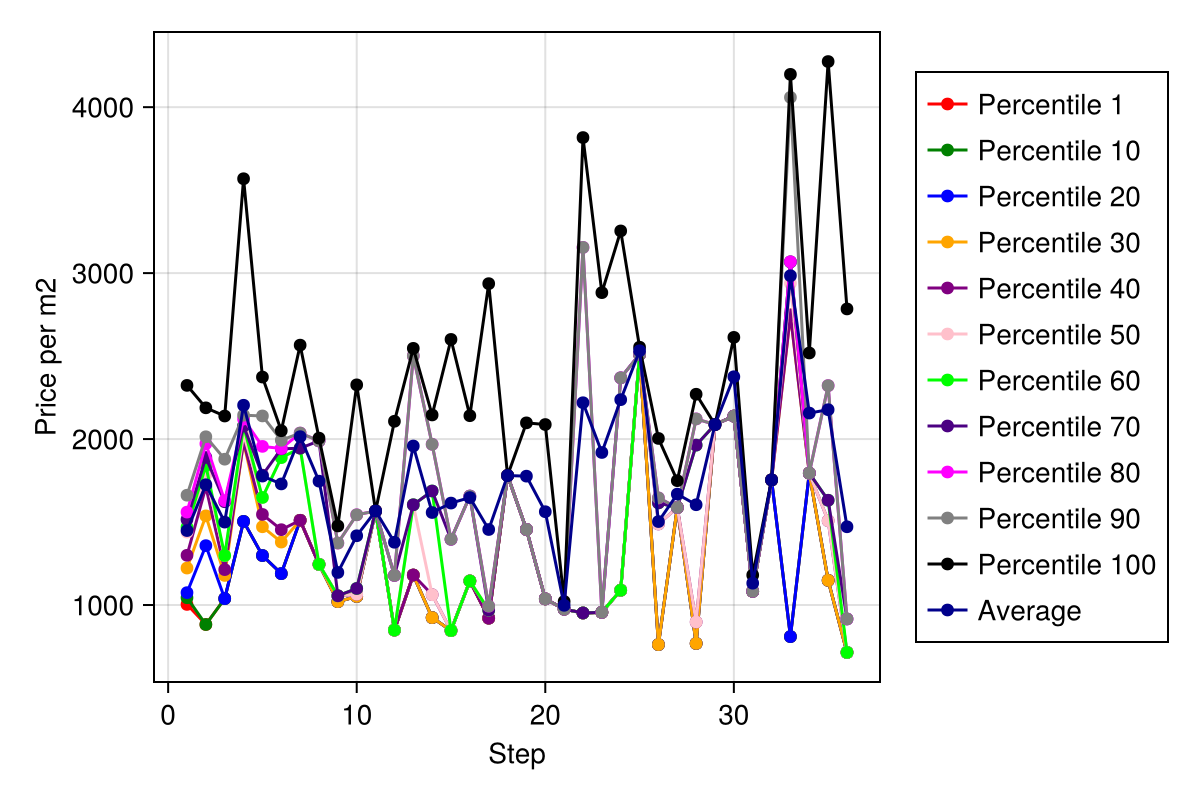 4000
3000
2000
1000
Price per m2
0
10
20
30
Step
Percentile 1
Percentile 10
Percentile 20
Percentile 30
Percentile 40
Percentile 50
Percentile 60
Percentile 70
Percentile 80
Percentile 90
Percentile 100
Average